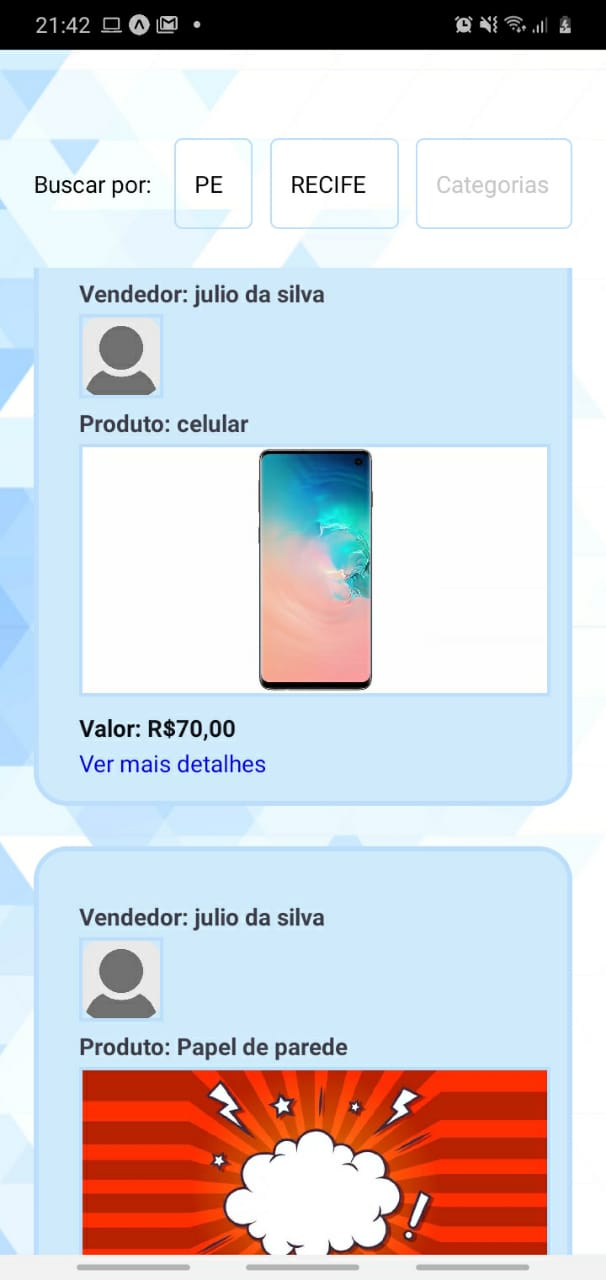 21:42
Buscar por: PE RECIFE Categorias
Vendedor: julio da silva
Produto: celular
Valor: R$70,00
Ver mais detalhes
Vendedor: julio da silva
Produto: Papel de parede